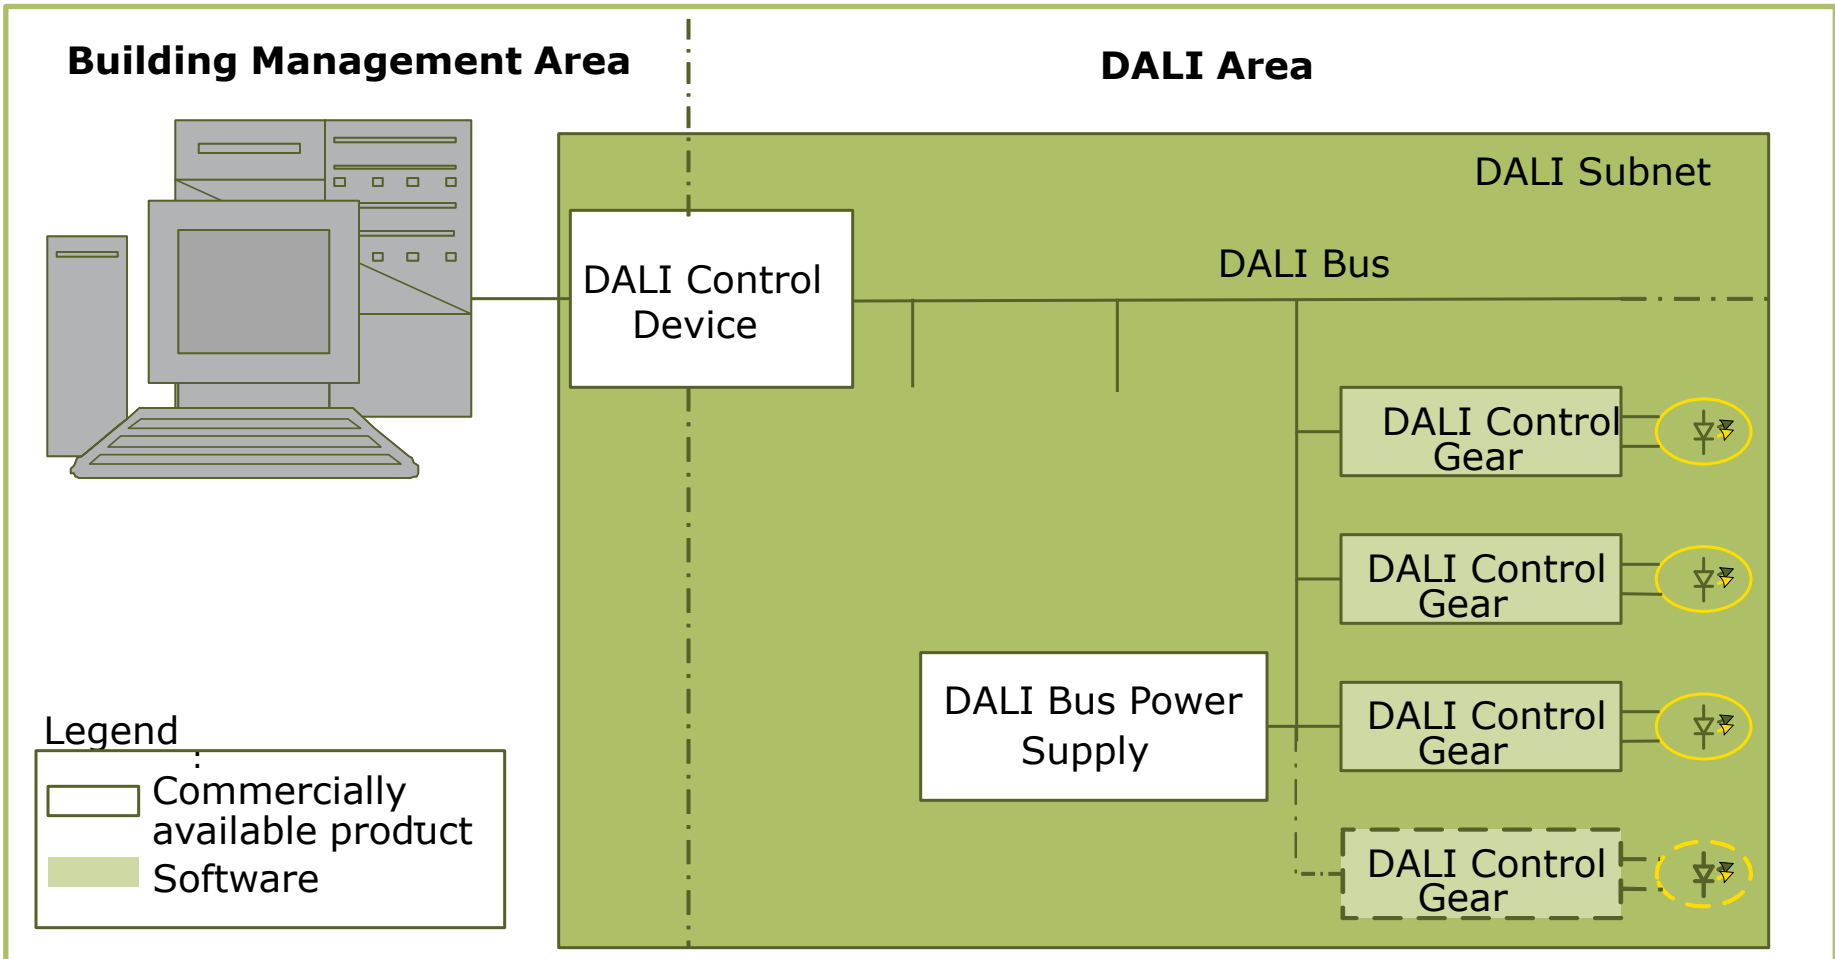 Building Management Area
DALI Area
DALI Subnet
DALI Bus
DALI Control
Device
DALI Control
Gear
DALI Control
Gear
DALI Bus Power
Supply
DALI Control
Gear
DALI Control
Gear
Legend
:
Commercially
available product
Software